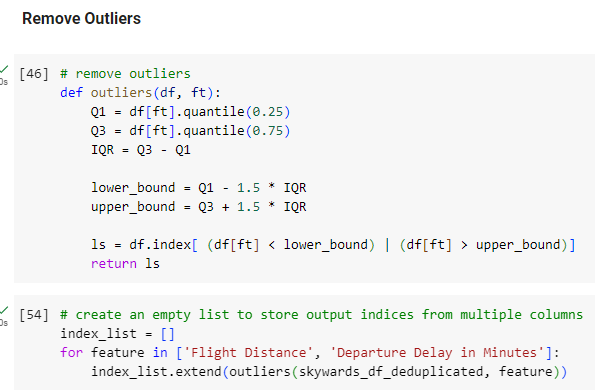 Remove Outliers
[46] # remove outliers
def outliers(df, ft):
Q1 = df[ft].quantile(0.25)
Q3 = df[ft].quantile(0.75)
IQR = Q3 - Q1
lower_bound = Q1 - 1.5 * IQR
upper_bound = Q3 + 1.5 * IQR
ls = df.index[ (df[ft] < lower_bound) | (df[ft] > upper_bound)]
return ls
[54] # create an empty list to store output indices from multiple columns
index_list = []
for feature in ['Flight Distance', 'Departure Delay in Minutes']:
index_list.extend(outliers(skywards_df_deduplicated, feature))